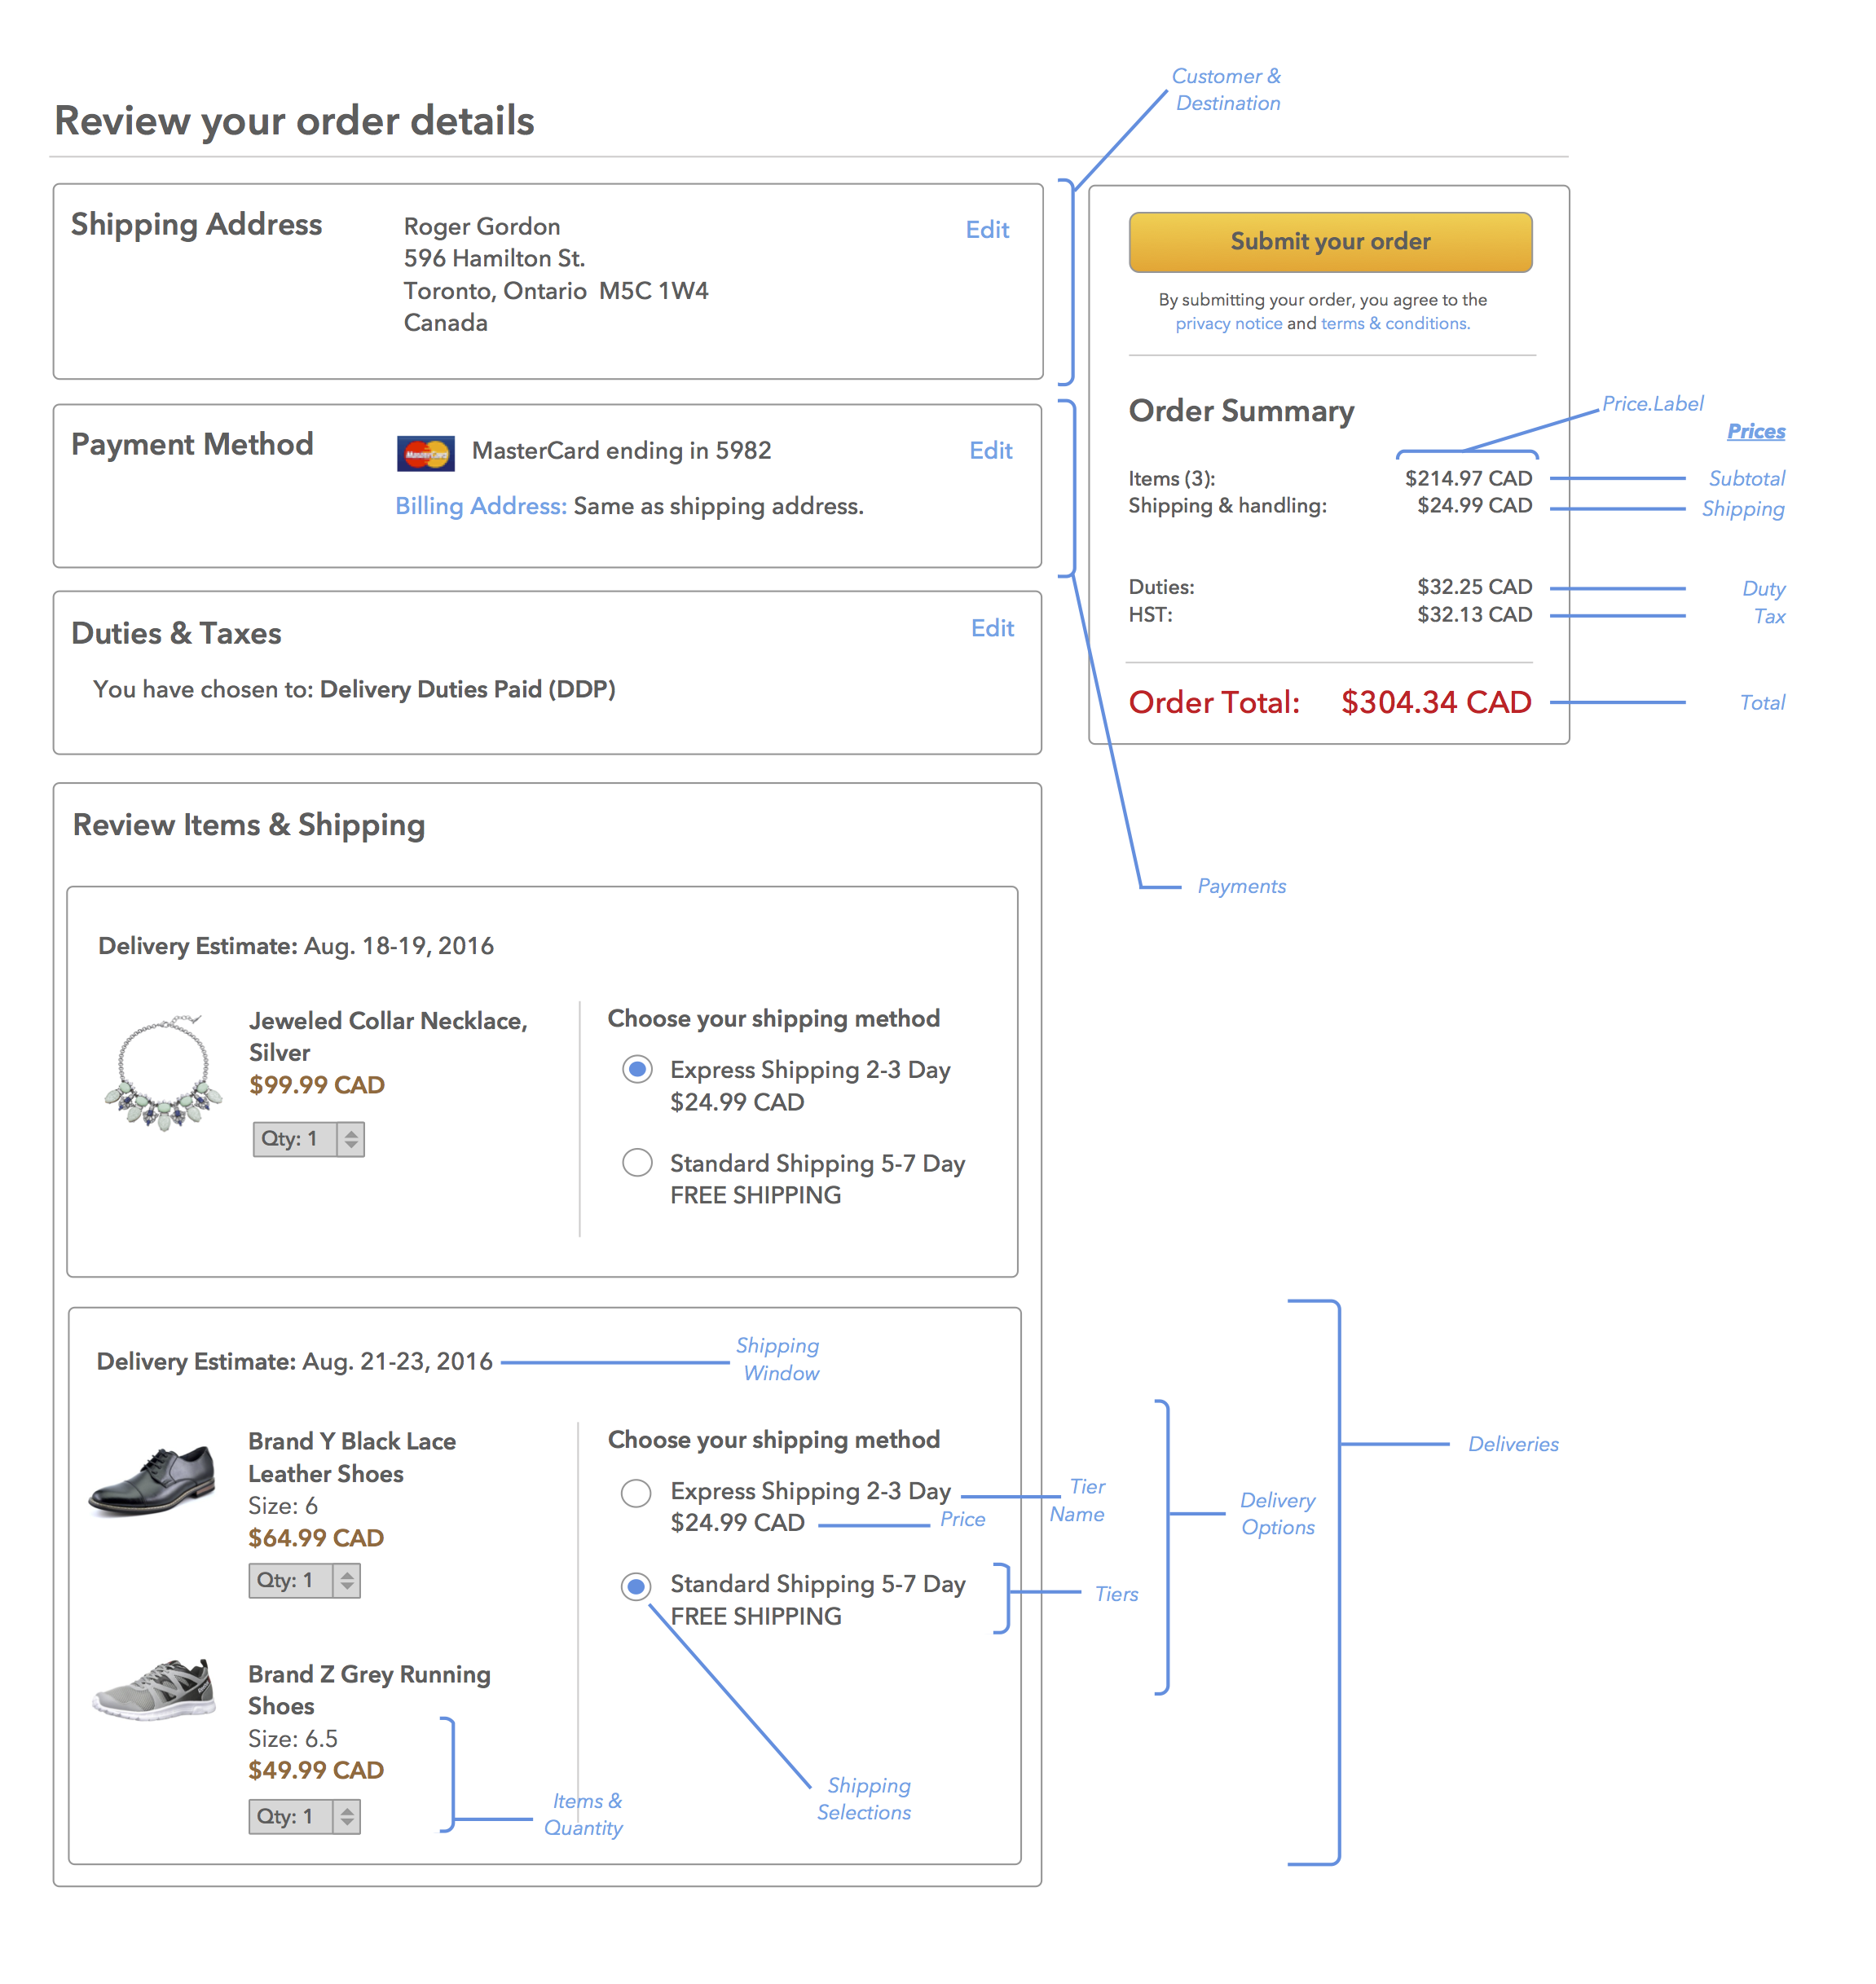 Customer &
Destination
Review your order details
Shipping Address
Roger Gordon
596 Hamilton St.
Toronto, Ontario  M5C 1W4
Canada
Edit
Submit your order
By submitting your order, you agree to the
privacy notice and terms & conditions.
Payment Method
MasterCard
MasterCard ending in 5982
Edit
Billing Address: Same as shipping address.
Order Summary
Price.Label
Prices
Items (3): $214.97 CAD Subtotal
Shipping & handling: $24.99 CAD Shipping
Duties: $32.25 CAD Duty
HST: $32.13 CAD Tax
Order Total: $304.34 CAD Total
Duties & Taxes
Edit
You have chosen to: Delivery Duties Paid (DDP)
Payments
Review Items & Shipping
Delivery Estimate: Aug. 18-19, 2016
Jeweled Collar Necklace,
Silver
$99.99 CAD
Qty: 1
Choose your shipping method
Express Shipping 2-3 Day
$24.99 CAD
Standard Shipping 5-7 Day
FREE SHIPPING
Delivery Estimate: Aug. 21-23, 2016
Shipping
Window
Brand Y Black Lace
Leather Shoes
Size: 6
$64.99 CAD
Qty: 1
Brand Z Grey Running
Shoes
Size: 6.5
$49.99 CAD
Qty: 1
Items &
Quantity
Choose your shipping method
Express Shipping 2-3 Day
$24.99 CAD
Price
Tier
Name
Standard Shipping 5-7 Day
FREE SHIPPING
Tiers
Shipping
Selections
Delivery
Options
Deliveries